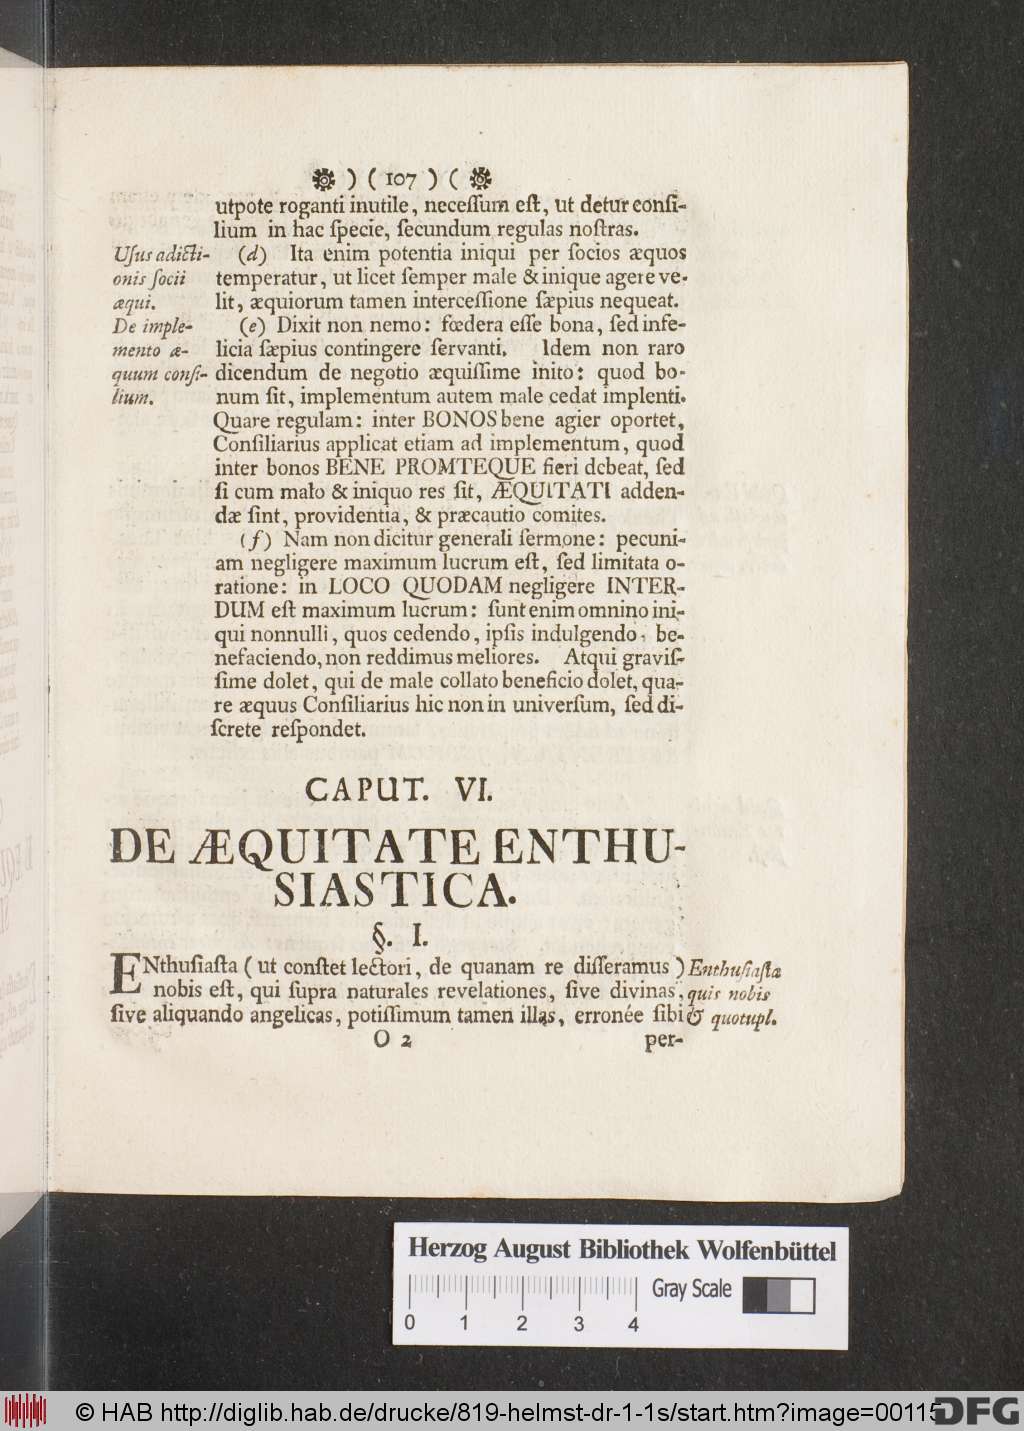 ) ( 107 ) (
utpote roganti inutile, neceſſum eſt, ut detur conſi-
lium in hac ſpecie, ſecundum regulas noſtras.
Uſus adicti-
onis ſocii
æqui.
(d) Ita enim potentia iniqui per ſocios æquos
temperatur, ut licet ſemper male & inique agere ve-
lit, æquiorum tamen interceſſione ſæpius nequeat.
De imple-
mento æ-
quum conſi-
lium.
(e) Dixit non nemo: fœdera eſſe bona, ſed infe-
licia ſæpius contingere ſervanti. Idem non raro
dicendum de negotio æquiſſime inito: quod bo-
num ſit, implementum autem male cedat implenti.
Quare regulam: inter BONOS bene agier oportet,
Conſiliarius applicat etiam ad implementum, quod
inter bonos BENE PROMTEQUE fieri debeat, ſed
ſi cum malo & iniquo res ſit, ÆQUITATI adden-
dæ ſint, providentia, & præcautio comites.
(f) Nam non dicitur generali ſermone: pecuni-
am negligere maximum lucrum eſt, ſed limitata o-
ratione: in LOCO QUODAM negligere INTER-
DUM eſt maximum lucrum: ſunt enim omnino ini-
qui nonnulli, quos cedendo, ipſis indulgendo, be-
nefaciendo, non reddimus meliores. Atqui graviſ-
ſime dolet, qui de male collato beneficio dolet, qua-
re æquus Conſiliarius hic non in univerſum, ſed di-
ſcrete reſpondet.
CAPUT. VI.
DE ÆQUITATE ENTHU-
SIASTICA.
§. I.
ENthuſiaſta (ut conſtet lectori, de quanam re diſſeramus)
nobis eſt, qui ſupra naturales revelationes, ſive divinas,
ſive aliquando angelicas, potiſſimum tamen illas, erronée ſibi
Enthuſiaſta
quis nobis
& quotupl.
O 2
per-
Herzog August Bibliothek Wolfenbüttel
Gray Scale
0 1 2 3 4
© HAB http://diglib.hab.de/drucke/819-helmst-dr-1-1s/start.htm?image=00115
DFG